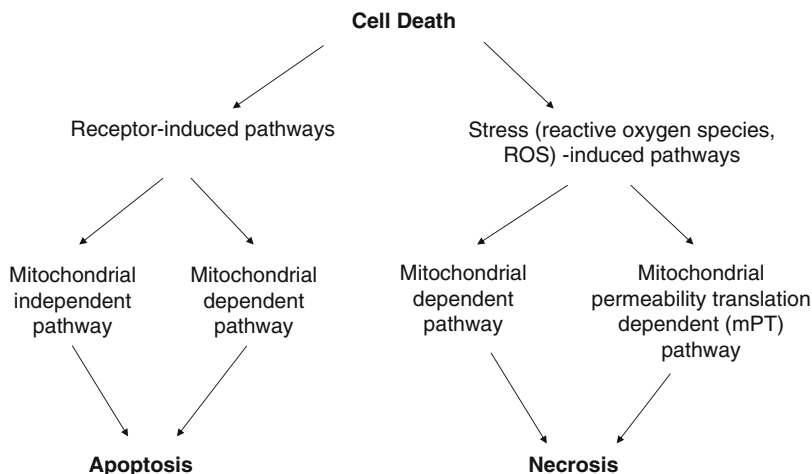 Cell Death
Receptor-induced pathways
Stress (reactive oxygen species,
ROS) -induced pathways
Mitochondrial
independent
pathway
Mitochondrial
dependent
pathway
Mitochondrial
dependent
pathway
Mitochondrial
permeability translation
dependent (mPT)
pathway
Apoptosis
Necrosis